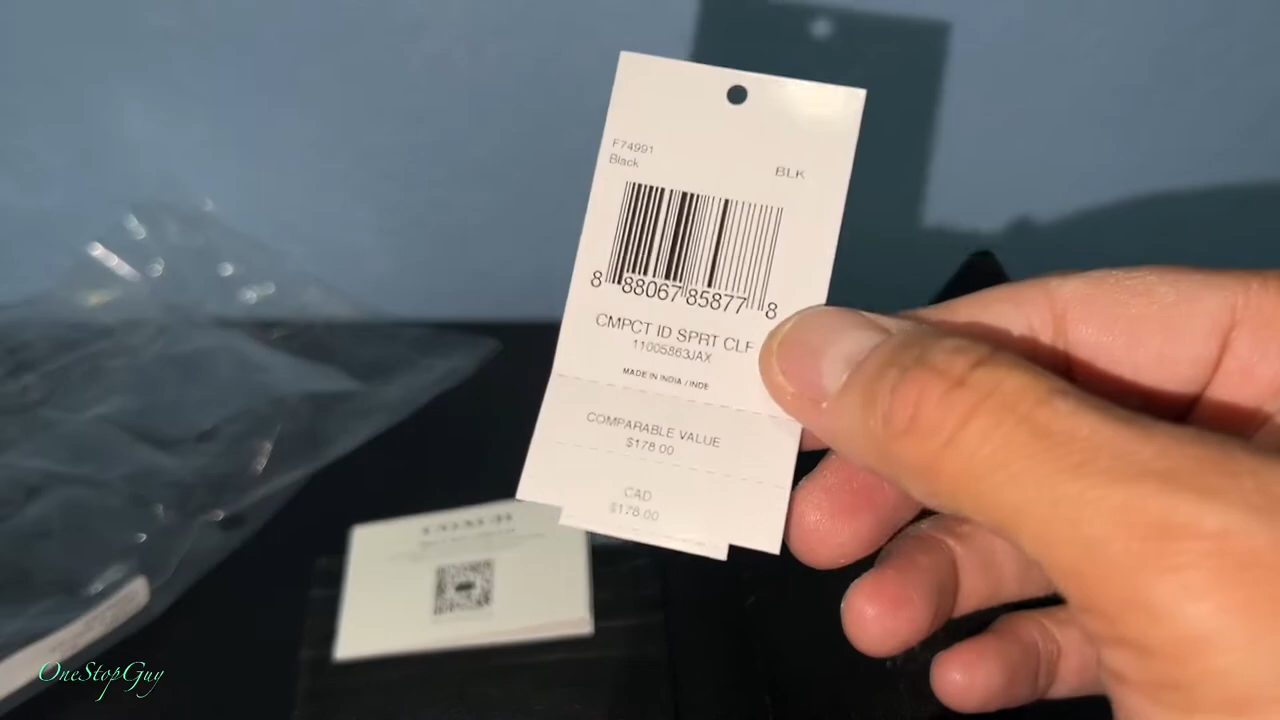 F74991
Black
BLK
8 88067 85877 8
CMPCT ID SPRT CLF
11005863JAX
MADE IN INDIA / INDE
COMPARABLE VALUE
$178.00
CAD
$178.00
COACH
OneStopGuy